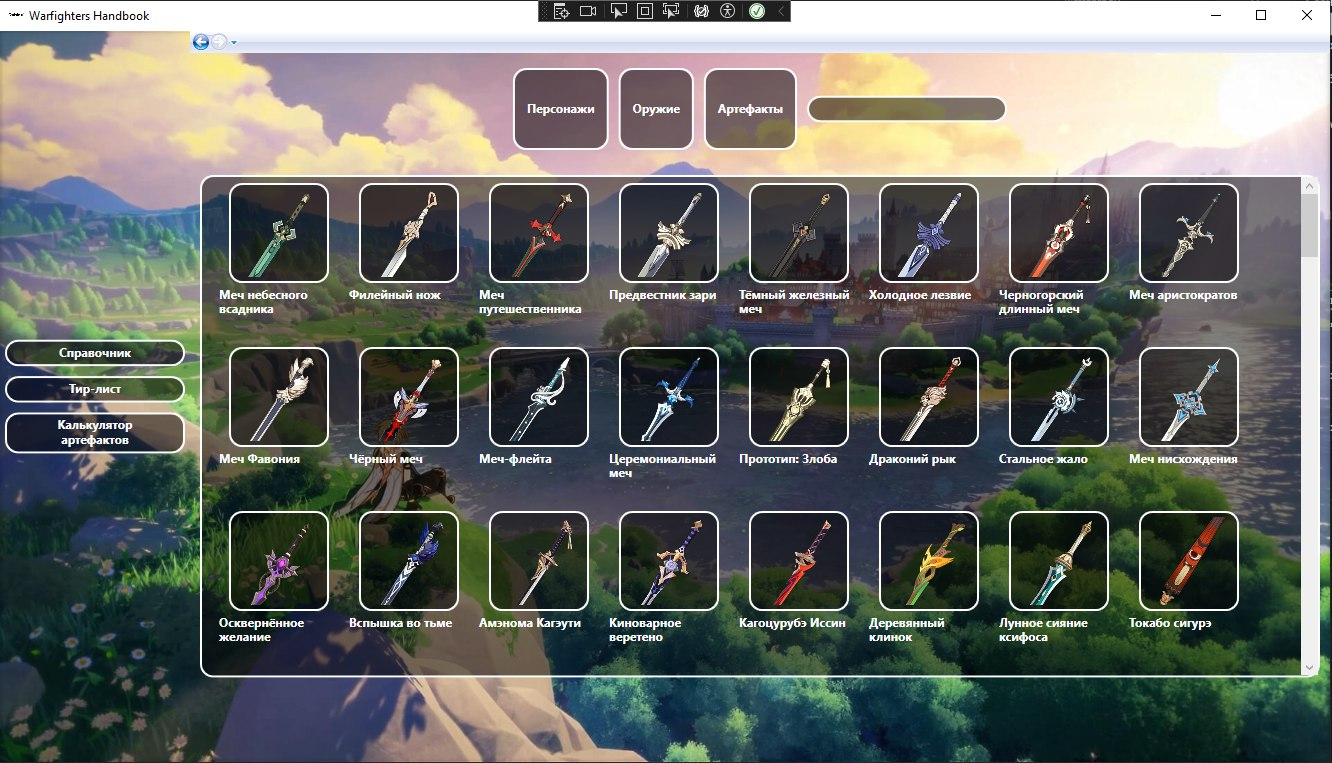 Warfighters Handbook
Персонажи
Оружие
Артефакты
Справочник
Тир-лист
Калькулятор
артефактов
Меч небесного
всадника
Филейный нож
Меч
путешественника
Предвестник зари
Тёмный железный
меч
Холодное лезвие
Черногорский
длинный меч
Меч аристократов
Меч Фавония
Чёрный меч
Меч-флейта
Церемониальный
меч
Прототип: Злоба
Драконий рык
Стальное жало
Меч нисхождения
Осквернённое
желание
Вспышка во тьме
Амэнома Кагэути
Киноварное
веретено
Кагоцурубэ Иссин
Деревянный
клинок
Лунное сияние
ксифоса
Токабо сигурэ